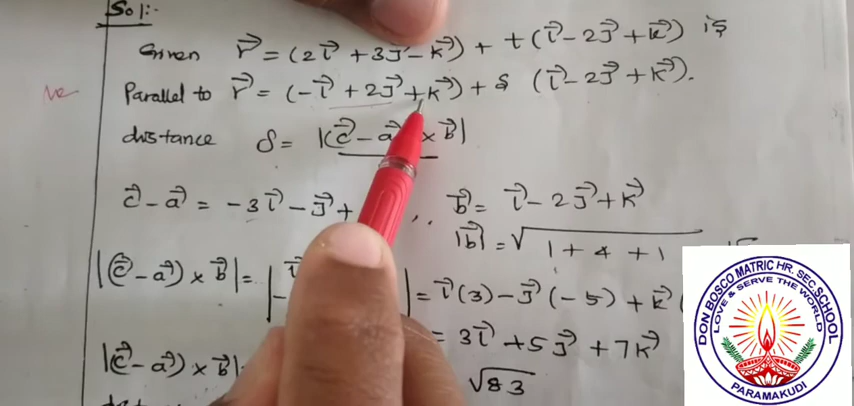 Sol:-
Given r⃗ = (2i⃗ + 3j⃗ - k⃗) + t(i⃗ - 2j⃗ + k⃗) is
Parallel to r⃗ = (-i⃗ + 2j⃗ + k⃗) + s (i⃗ - 2j⃗ + k⃗).
distance δ = |(c⃗ - a⃗) × b⃗|
c⃗ - a⃗ = -3i⃗ - j⃗ + , b⃗ = i⃗ - 2j⃗ + k⃗
|b⃗| = √1 + 4 + 1
|(c⃗ - a⃗) × b⃗| = | | = i⃗(3) - j⃗(-5) + k⃗(
= 3i⃗ + 5j⃗ + 7k⃗
|(c⃗ - a⃗) × b⃗| √83
DON BOSCO MATRIC HR. SEC. SCHOOL
LOVE & SERVE THE WORLD
PARAMAKUDI